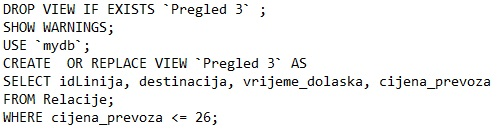 DROP VIEW IF EXISTS `Pregled 3` ;
SHOW WARNINGS;
USE `mydb`;
CREATE  OR REPLACE VIEW `Pregled 3` AS
SELECT idLinija, destinacija, vrijeme_dolaska, cijena_prevoza
FROM Relacije;
WHERE cijena_prevoza <= 26;